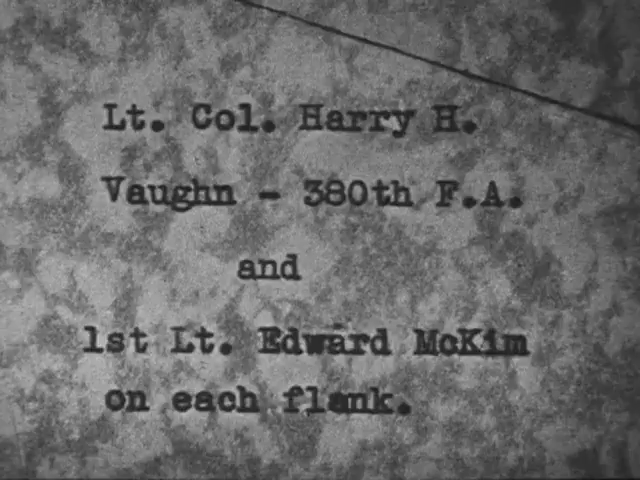 Lt. Col. Harry H.
Vaughn - 380th F.A.
and
1st Lt. Edward McKim
on each flank.